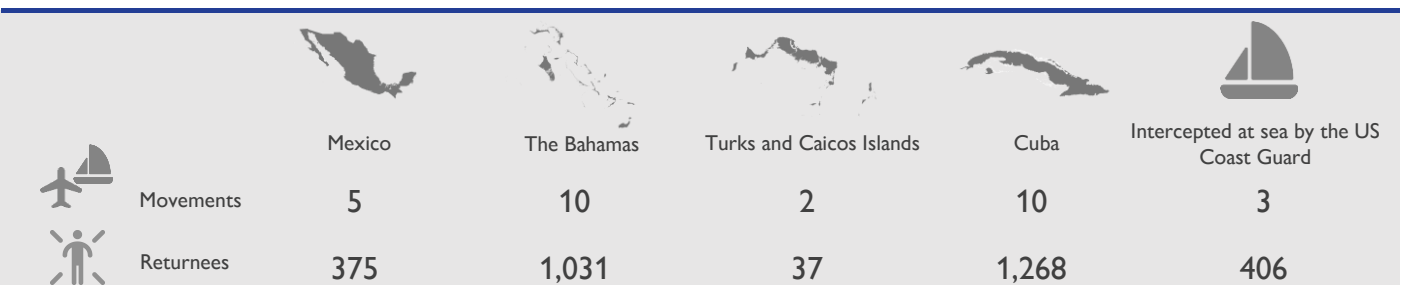 Mexico
The Bahamas
Turks and Caicos Islands
Cuba
Intercepted at sea by the US
Coast Guard
Movements 5 10 2 10 3
Returnees 375 1,031 37 1,268 406